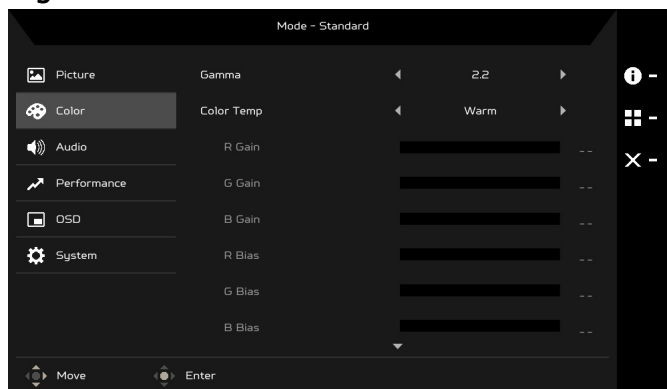 Mode - Standard
Picture
Gamma
2.2
Color
Color Temp
Warm
Audio
R Gain
--
Performance
G Gain
--
OSD
B Gain
--
System
R Bias
--
G Bias
--
B Bias
--
Move
Enter